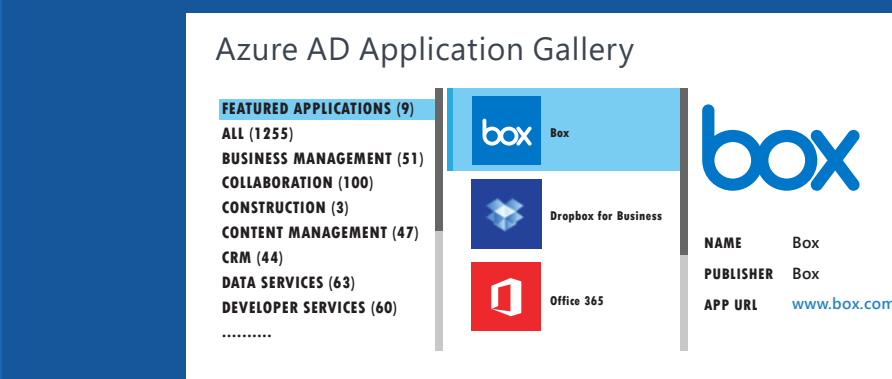 Azure AD Application Gallery
FEATURED APPLICATIONS (9)
ALL (1255)
BUSINESS MANAGEMENT (51)
COLLABORATION (100)
CONSTRUCTION (3)
CONTENT MANAGEMENT (47)
CRM (44)
DATA SERVICES (63)
DEVELOPER SERVICES (60)
..........
box
Box
Dropbox for Business
Office 365
box
NAME Box
PUBLISHER Box
APP URL www.box.com